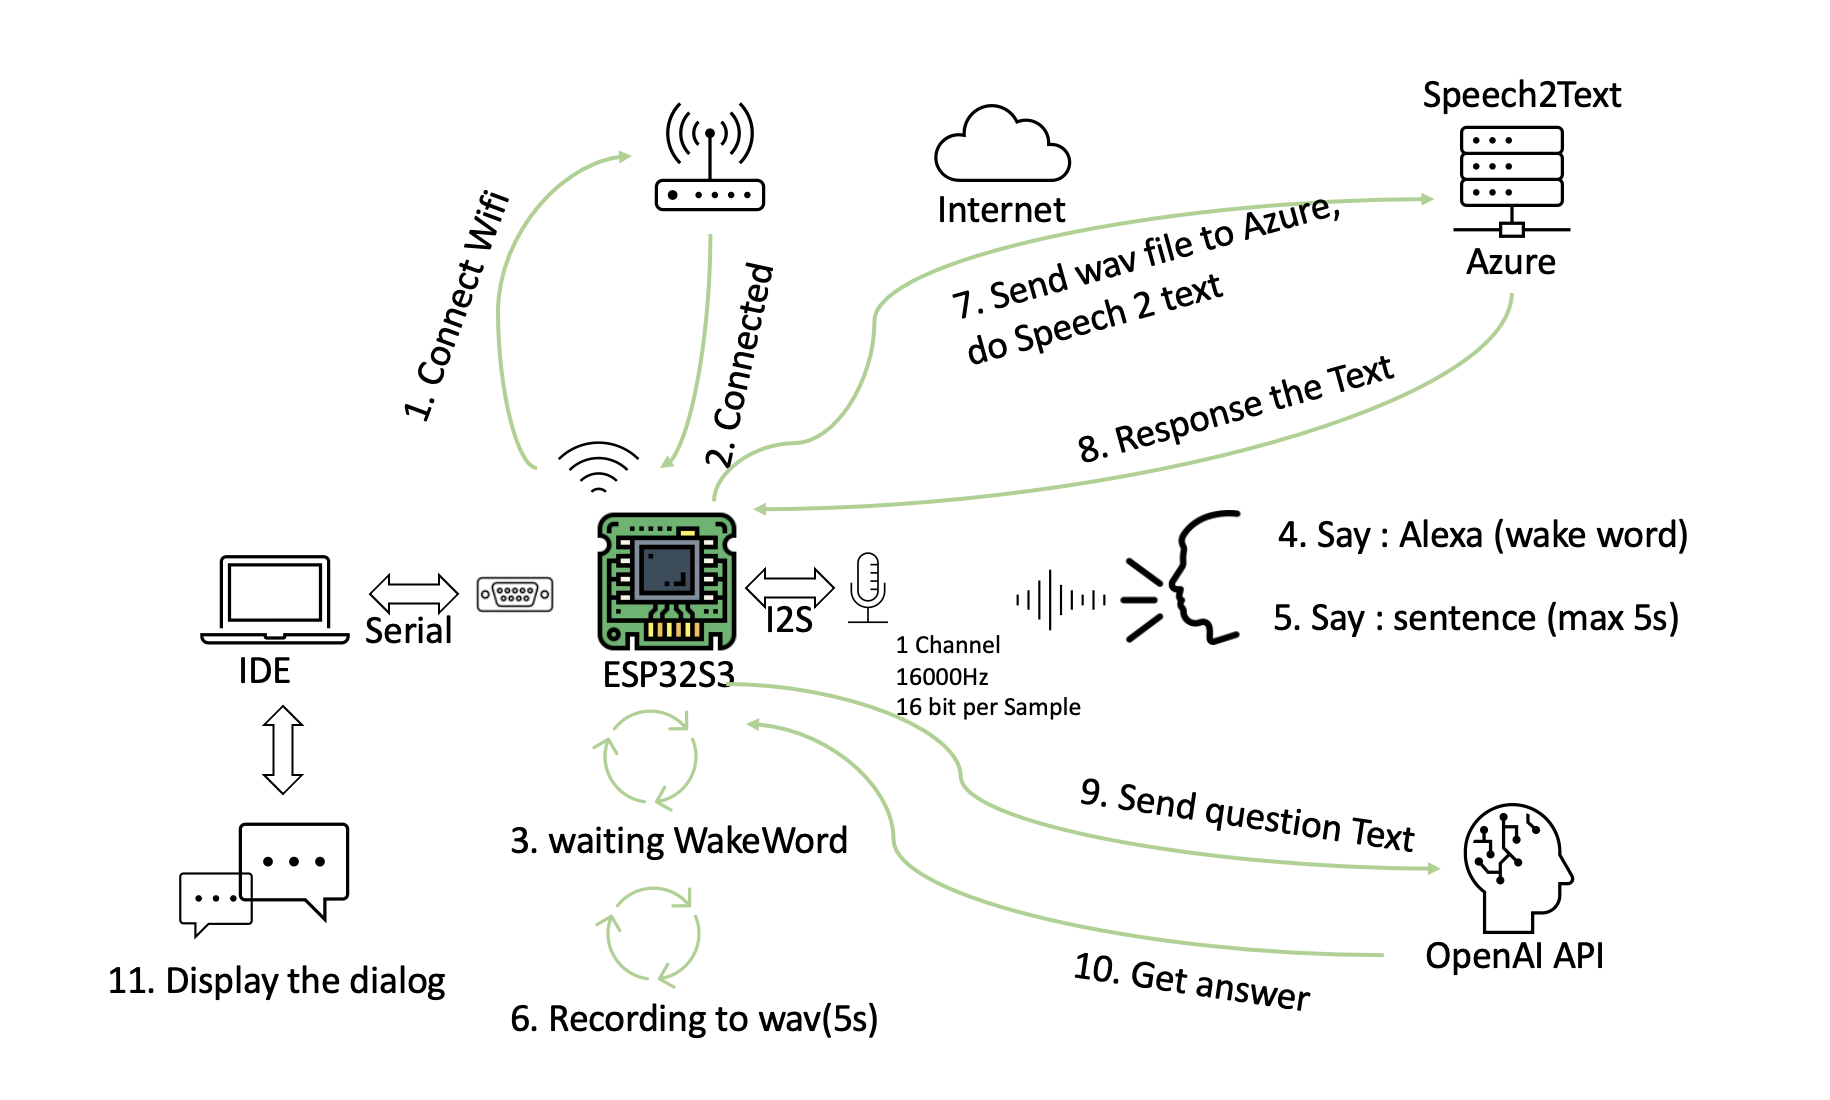 Speech2Text
Internet
Azure
1. Connect Wifi
2. Connected
7. Send wav file to Azure,
do Speech 2 text
8. Response the Text
4. Say : Alexa (wake word)
5. Say : sentence (max 5s)
Serial
IDE
I2S
ESP32S3
1 Channel
16000Hz
16 bit per Sample
3. waiting WakeWord
9. Send question Text
OpenAI API
10. Get answer
11. Display the dialog
6. Recording to wav(5s)